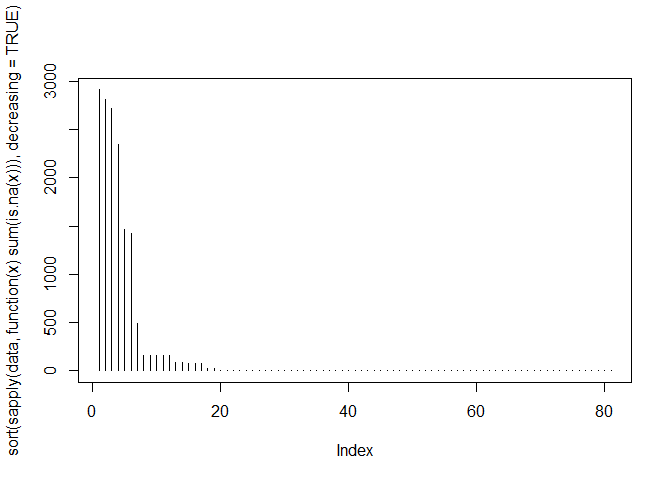 sort(sapply(data, function(x) sum(is.na(x))), decreasing = TRUE)
3000
2000
1000
500
0
0 20 40 60 80
Index